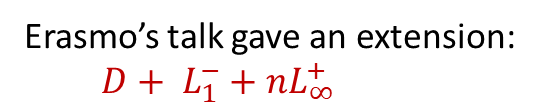 Erasmo's talk gave an extension:
D + L₁⁻ + nL∞⁺